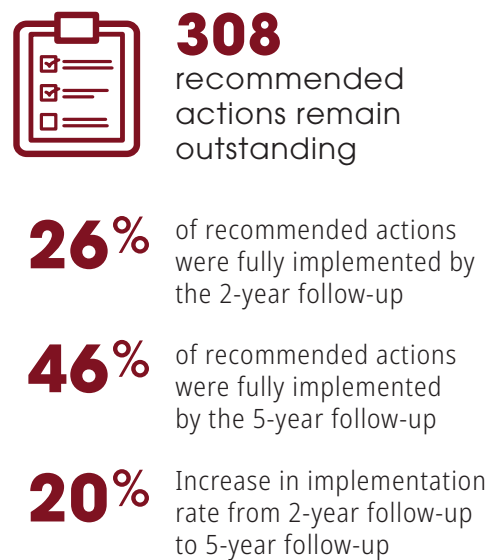 308
recommended
actions remain
outstanding
26%
of recommended actions
were fully implemented by
the 2-year follow-up
46%
of recommended actions
were fully implemented
by the 5-year follow-up
20%
Increase in implementation
rate from 2-year follow-up
to 5-year follow-up